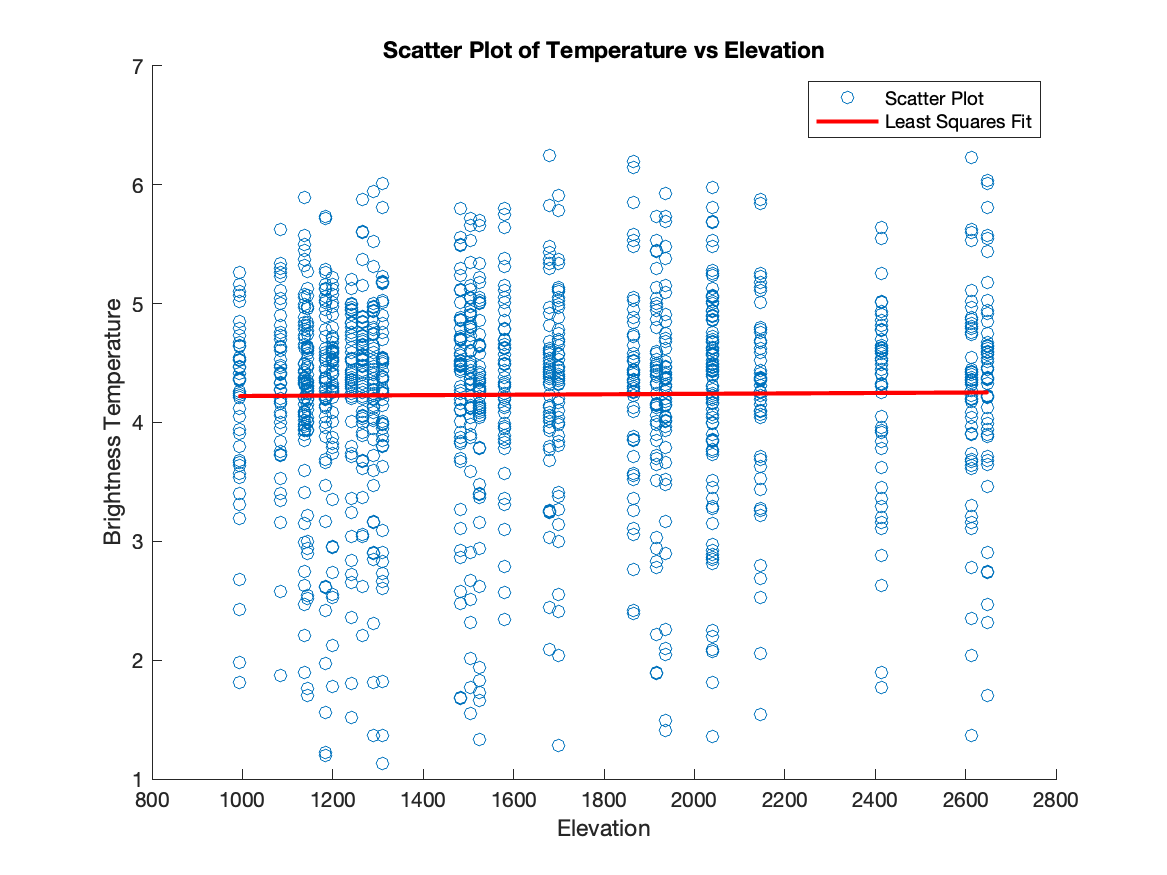 Scatter Plot of Temperature vs Elevation
7
6
5
4
3
2
1
Brightness Temperature
Scatter Plot
Least Squares Fit
800 1000 1200 1400 1600 1800 2000 2200 2400 2600 2800
Elevation